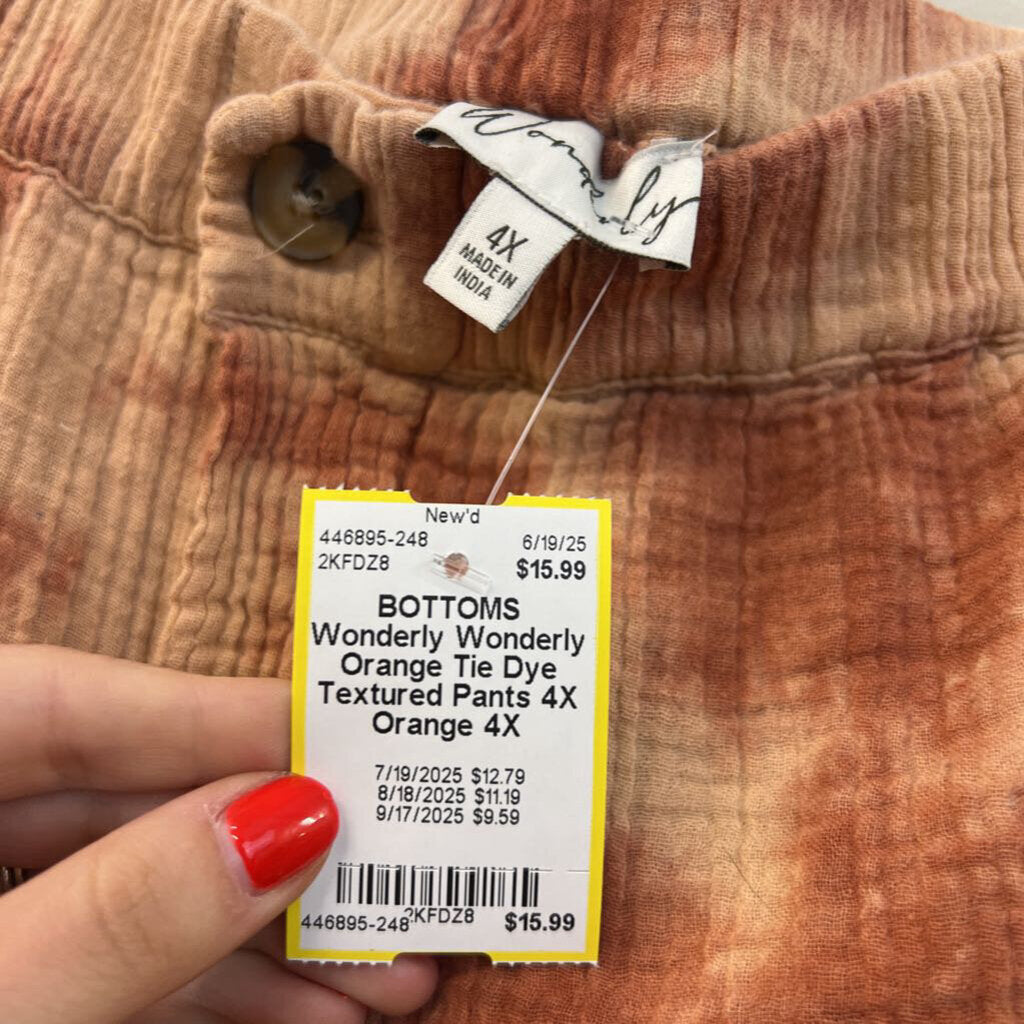 Wonderly
4X
MADE IN
INDIA
New'd
446895-248 6/19/25
2KFDZ8 $15.99
BOTTOMS
Wonderly Wonderly
Orange Tie Dye
Textured Pants 4X
Orange 4X
7/19/2025 $12.79
8/18/2025 $11.19
9/17/2025 $9.59
446895-248 2KFDZ8 $15.99